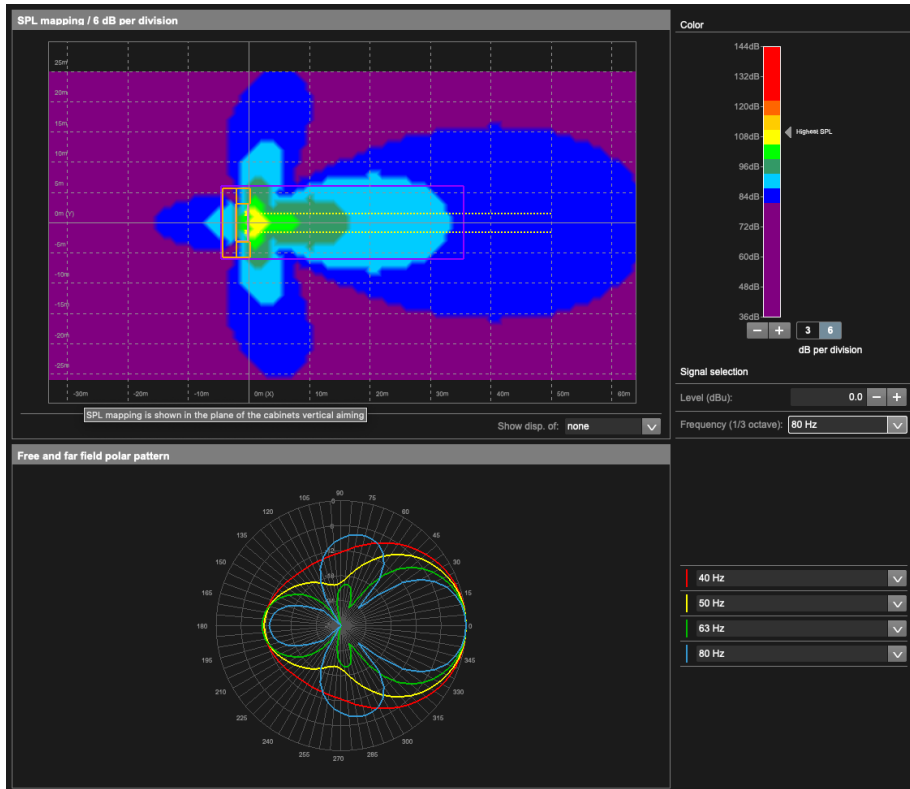 SPL mapping / 6 dB per division
25m
20m
15m
10m
5m
0m (Y)
-5m
-10m
-15m
-20m
-25m
-30m
-20m
-10m
0m (X)
10m
20m
30m
40m
50m
60m
SPL mapping is shown in the plane of the cabinets vertical aiming
Show disp. of: none
Color
144dB
132dB
120dB
108dB
96dB
84dB
72dB
60dB
48dB
36dB
Highest SPL
− + 3 6
dB per division
Signal selection
Level (dBu): 0.0 − +
Frequency (1/3 octave): 80 Hz
Free and far field polar pattern
90
105
75
120
60
135
45
150
30
165
15
180
0
195
345
210
330
225
315
240
300
255
285
270
40 Hz
50 Hz
63 Hz
80 Hz